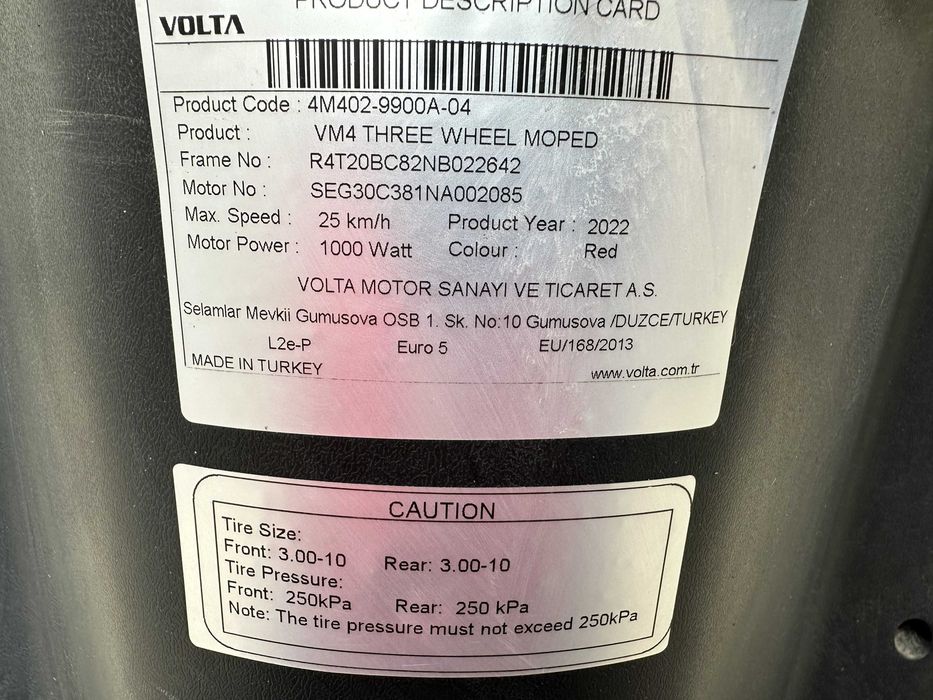 PRODUCT DESCRIPTION CARD
VOLTA
Product Code : 4M402-9900A-04
Product : VM4 THREE WHEEL MOPED
Frame No : R4T20BC82NB022642
Motor No : SEG30C381NA002085
Max. Speed : 25 km/h Product Year : 2022
Motor Power : 1000 Watt Colour : Red
VOLTA MOTOR SANAYI VE TICARET A.S.
Selamlar Mevkii Gumusova OSB 1. Sk. No:10 Gumusova /DUZCE/TURKEY
L2e-P Euro 5 EU/168/2013
MADE IN TURKEY www.volta.com.tr
CAUTION
Tire Size:
Front: 3.00-10 Rear: 3.00-10
Tire Pressure:
Front: 250kPa Rear: 250 kPa
Note: The tire pressure must not exceed 250kPa